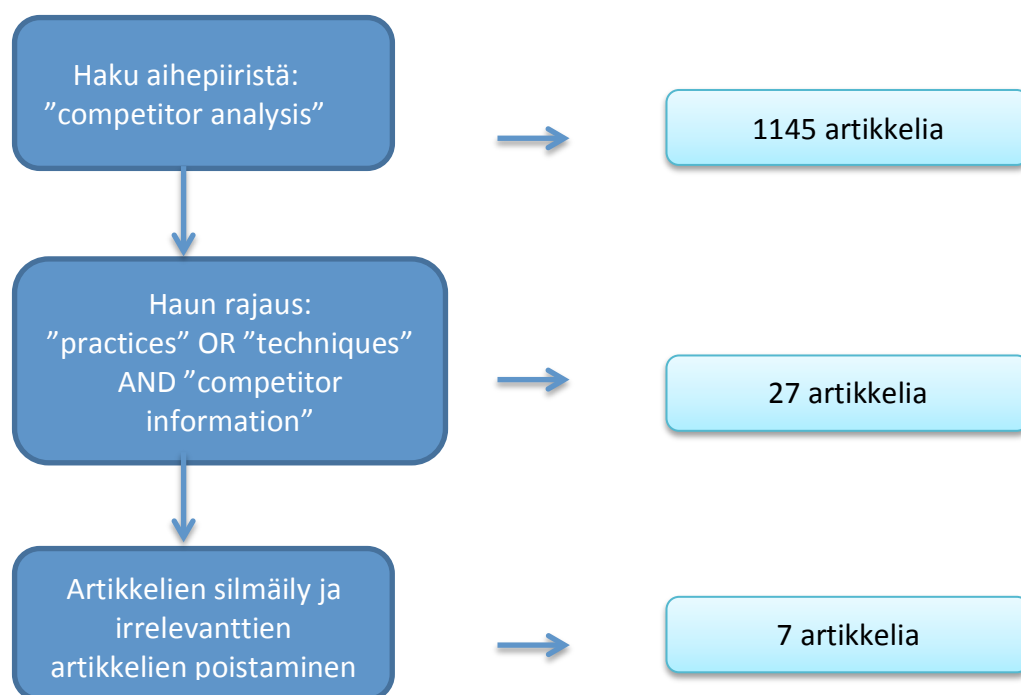 Haku aihepiiristä:
”competitor analysis”
1145 artikkelia
Haun rajaus:
”practices” OR ”techniques”
AND ”competitor
information”
27 artikkelia
Artikkelien silmäily ja
irrelevanttien
artikkelien poistaminen
7 artikkelia